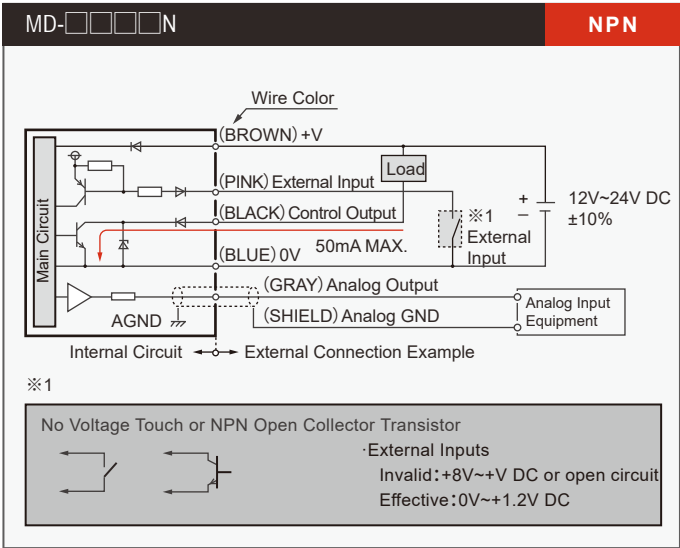 MD-□□□□N
NPN
Wire Color
(BROWN) +V
Load
(PINK) External Input
(BLACK) Control Output
Main Circuit
50mA MAX.
(BLUE) 0V
※1
External
Input
+
−
12V~24V DC
±10%
(GRAY) Analog Output
AGND
(SHIELD) Analog GND
Analog Input
Equipment
Internal Circuit
External Connection Example
※1
No Voltage Touch or NPN Open Collector Transistor
·External Inputs
Invalid:+8V~+V DC or open circuit
Effective:0V~+1.2V DC